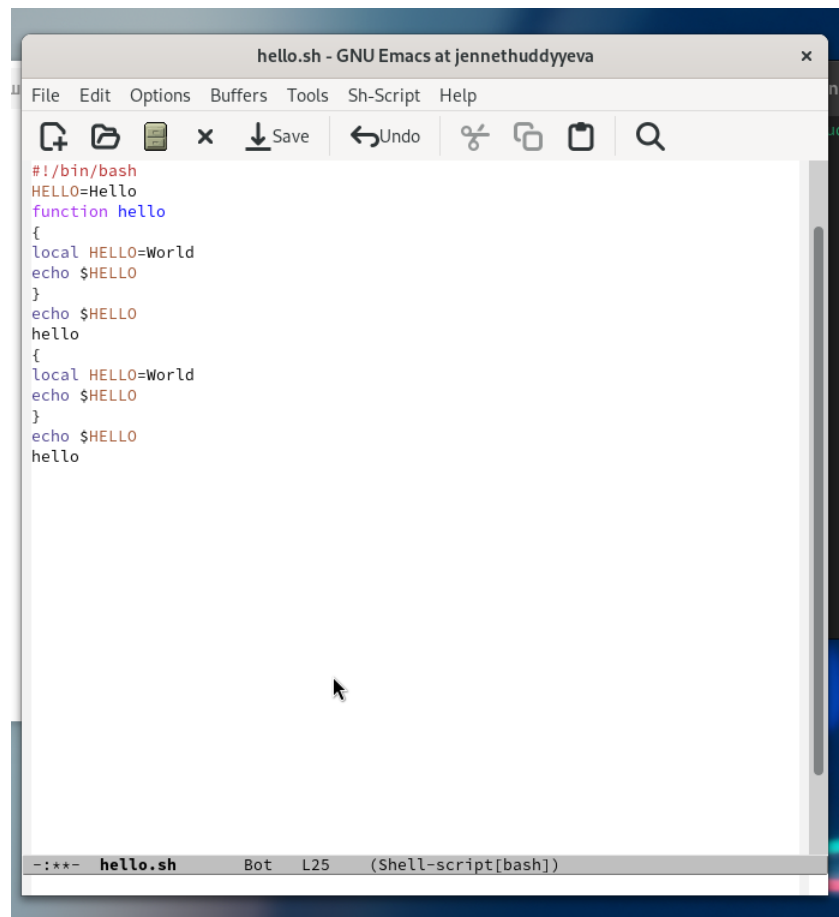 hello.sh - GNU Emacs at jennethuddyyeva
File Edit Options Buffers Tools Sh-Script Help
Save Undo
#!/bin/bash
HELLO=Hello
function hello
{
local HELLO=World
echo $HELLO
}
echo $HELLO
hello
{
local HELLO=World
echo $HELLO
}
echo $HELLO
hello
-:**- hello.sh Bot L25 (Shell-script[bash])